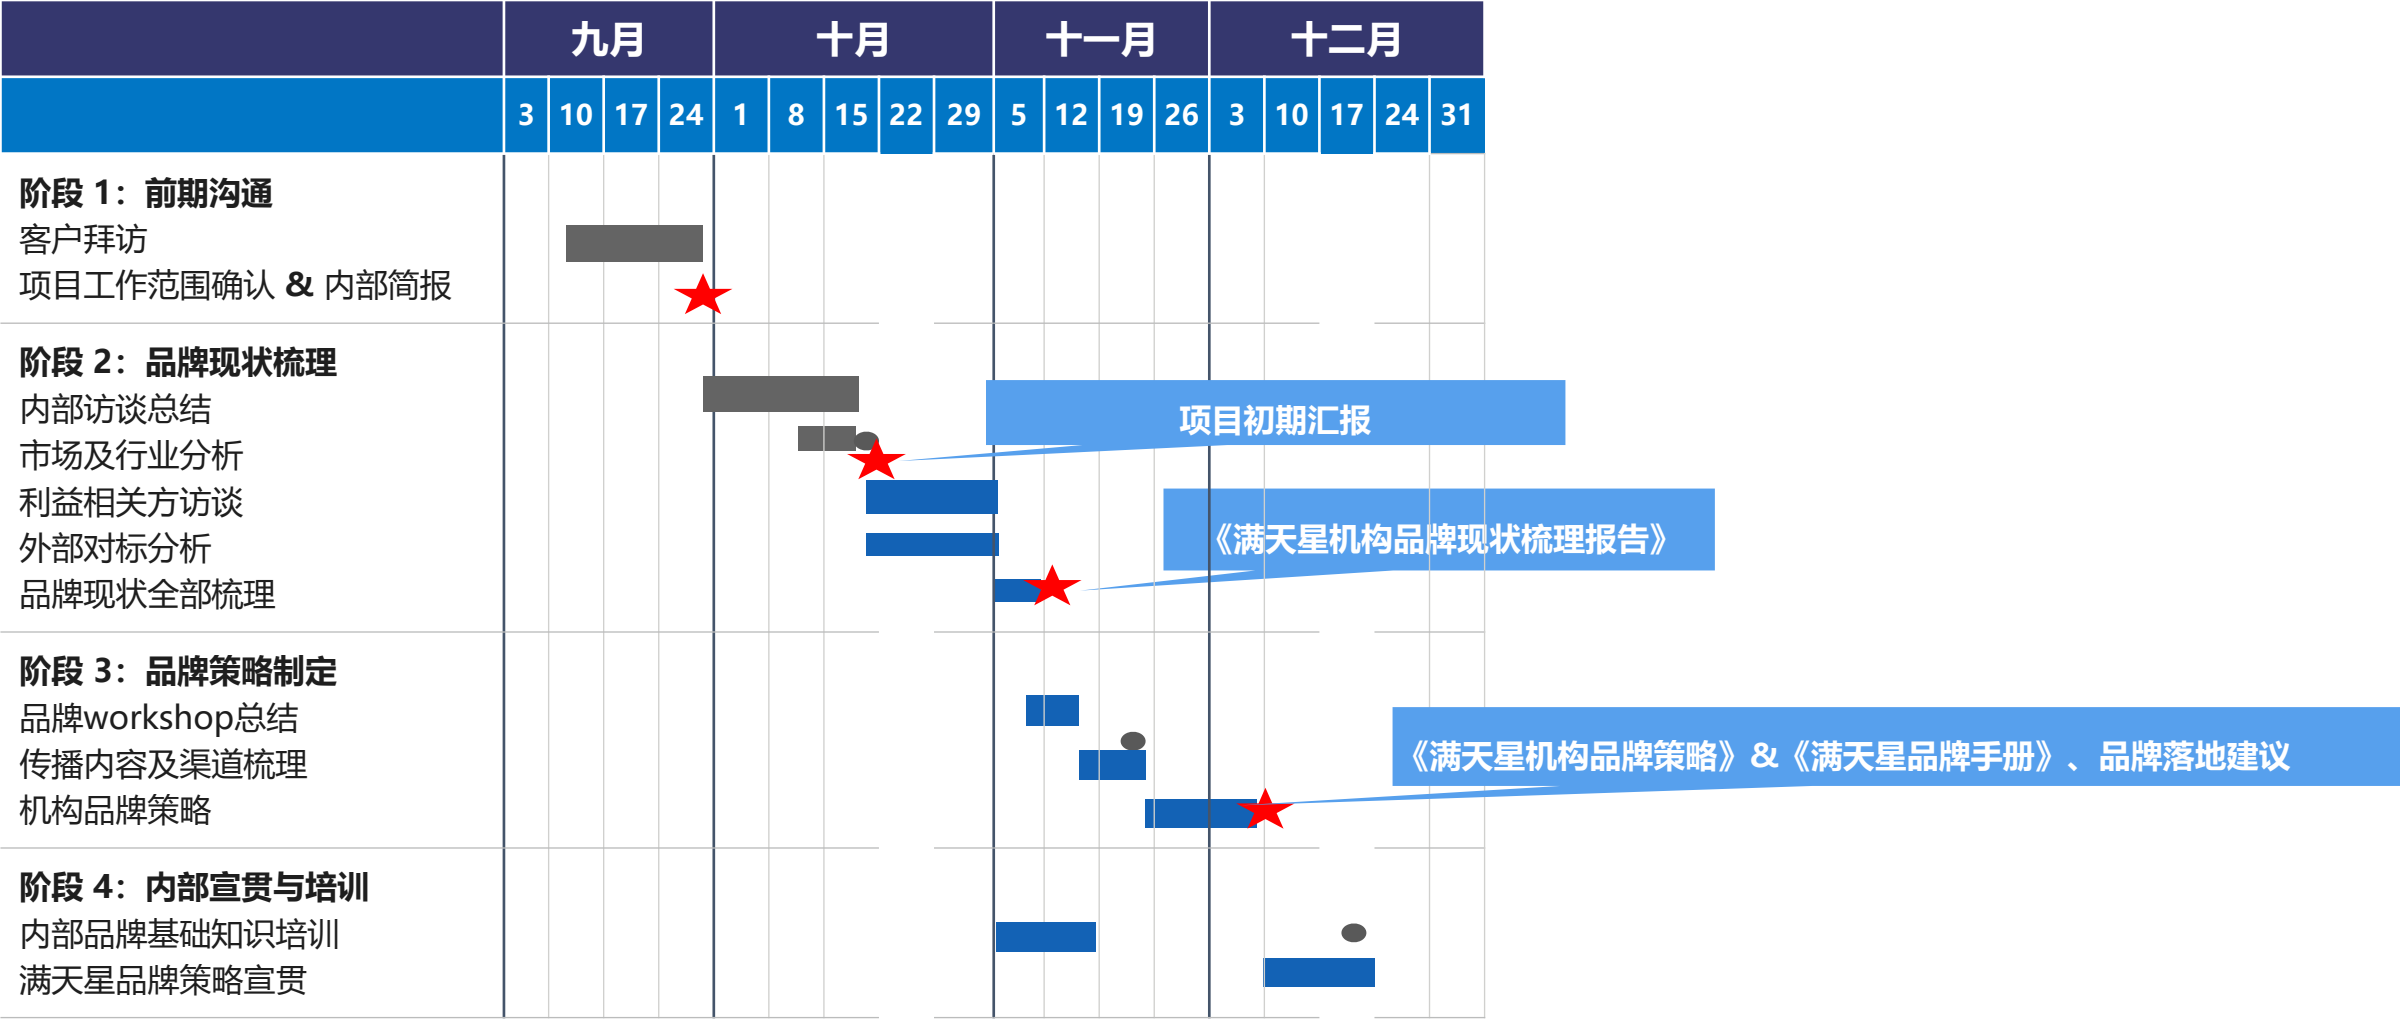 九月 十月 十一月 十二月
3 10 17 24 1 8 15 22 29 5 12 19 26 3 10 17 24 31
阶段 1：前期沟通
客户拜访
项目工作范围确认 & 内部简报
阶段 2：品牌现状梳理
内部访谈总结
项目初期汇报
市场及行业分析
利益相关方访谈
《满天星机构品牌现状梳理报告》
外部对标分析
品牌现状全部梳理
阶段 3：品牌策略制定
品牌workshop总结
传播内容及渠道梳理
《满天星机构品牌策略》&《满天星品牌手册》、品牌落地建议
机构品牌策略
阶段 4：内部宣贯与培训
内部品牌基础知识培训
满天星品牌策略宣贯